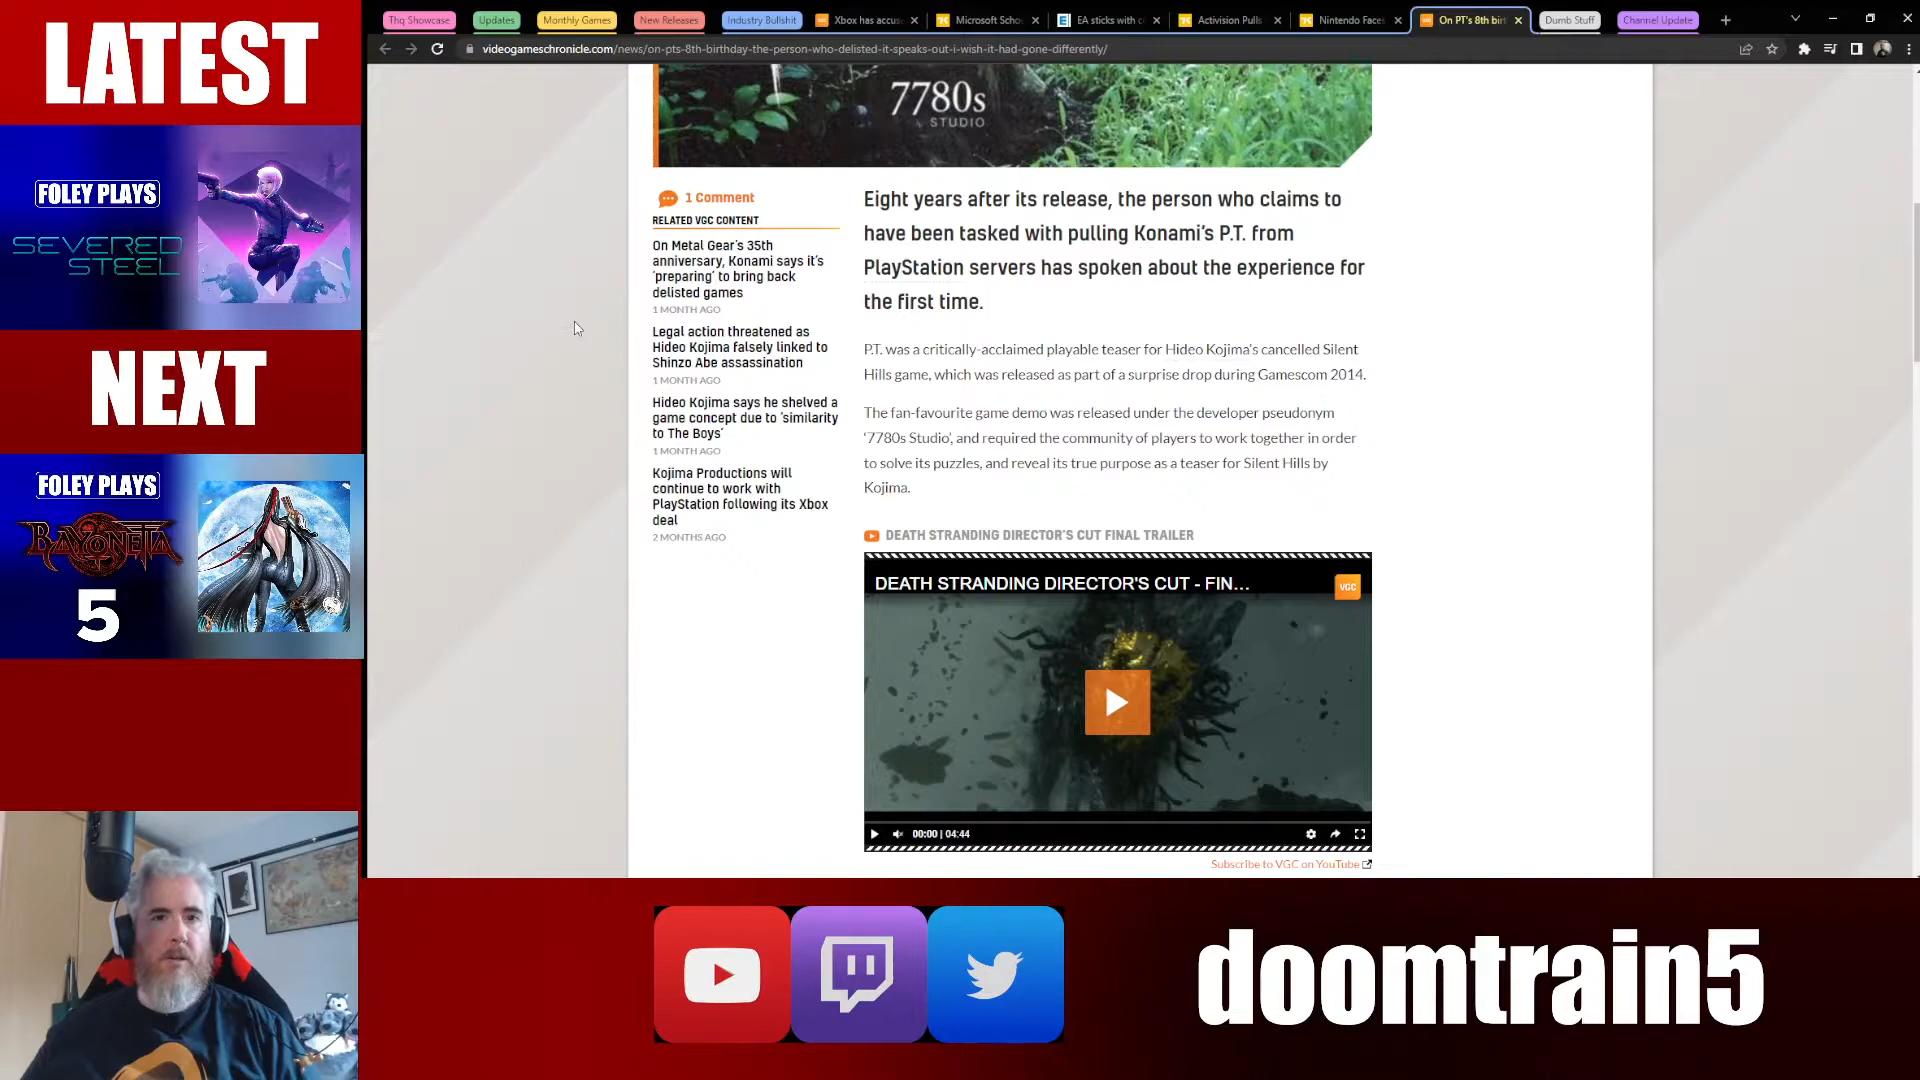 LATEST
FOLEY PLAYS
SEVERED
STEEL
NEXT
FOLEY PLAYS
BAYONETTA
5
Thq Showcase
Updates
Monthly Games
New Releases
Industry Bullshit
Xbox has accus
Microsoft Scho
EA sticks with c
Activision Pulls
Nintendo Faces
On PT's 8th birt
Dumb Stuff
Channel Update
videogameschronicle.com/news/on-pts-8th-birthday-the-person-who-delisted-it-speaks-out-i-wish-it-had-gone-differently/
7780s
STUDIO
1 Comment
RELATED VGC CONTENT
On Metal Gear's 35th
anniversary, Konami says it's
'preparing' to bring back
delisted games
1 MONTH AGO
Legal action threatened as
Hideo Kojima falsely linked to
Shinzo Abe assassination
1 MONTH AGO
Hideo Kojima says he shelved a
game concept due to 'similarity
to The Boys'
1 MONTH AGO
Kojima Productions will
continue to work with
PlayStation following its Xbox
deal
2 MONTHS AGO
Eight years after its release, the person who claims to
have been tasked with pulling Konami's P.T. from
PlayStation servers has spoken about the experience for
the first time.
P.T. was a critically-acclaimed playable teaser for Hideo Kojima's cancelled Silent
Hills game, which was released as part of a surprise drop during Gamescom 2014.
The fan-favourite game demo was released under the developer pseudonym
'7780s Studio', and required the community of players to work together in order
to solve its puzzles, and reveal its true purpose as a teaser for Silent Hills by
Kojima.
DEATH STRANDING DIRECTOR'S CUT FINAL TRAILER
DEATH STRANDING DIRECTOR'S CUT - FIN...
VGC
00:00 | 04:44
Subscribe to VGC on YouTube
doomtrain5